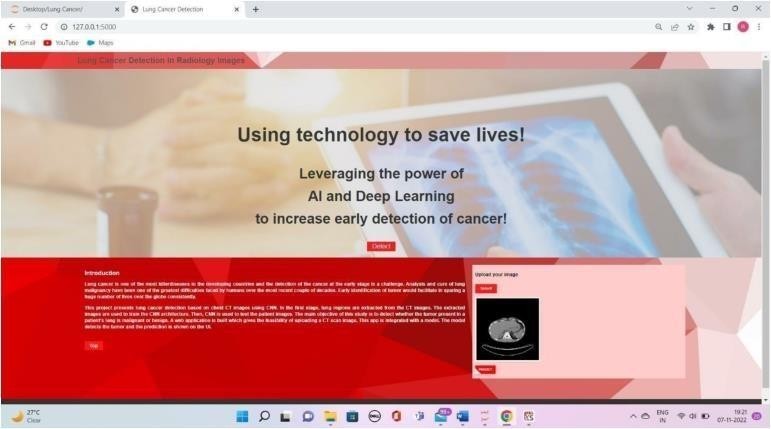 Desktop/Lung Cancer/
Lung Cancer Detection
127.0.0.1:5000
Gmail
YouTube
Maps
Lung Cancer Detection in Radiology Images
Using technology to save lives!
Leveraging the power of
AI and Deep Learning
to increase early detection of cancer!
Detect
Introduction
Lung cancer is one of the most killerdiseases in the developing countries and the detection of the cancer at the early stage is a challenge. Analysis and cure of lung
malignancy have been one of the greatest difficulties faced by humans over the most recent couple of decades. Early identification of tumor would facilitate in sparing a
huge number of lives over the globe consistently.
This project presents lung cancer detection based on chest CT images using CNN. In the first stage, lung regions are extracted from the CT images. The extracted
images are used to train the CNN architecture. Then, CNN is used to test the patient images. The main objective of this study is to detect whether the tumor present in a
patient's lung is malignant or benign. A web application is built which gives the feasibility of uploading a CT scan image. This app is integrated with a model. The model
detects the tumor and the prediction is shown on the UI.
Top
Upload your image
PREDICT
27°C
Clear
99+
DELL
ENG
IN
19:21
07-11-2022